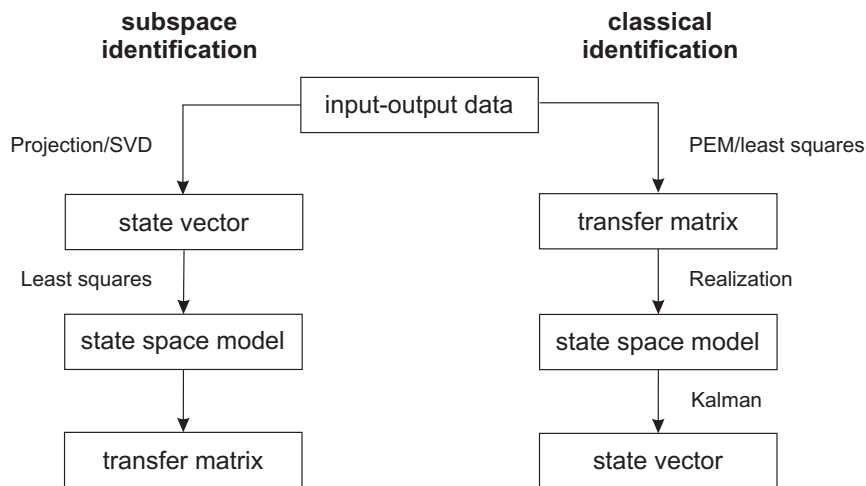 subspace
identification
classical
identification
input-output data
Projection/SVD
PEM/least squares
state vector
transfer matrix
Least squares
Realization
state space model
state space model
Kalman
transfer matrix
state vector